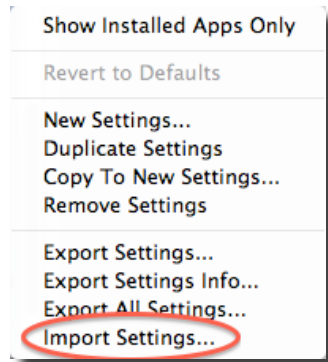 Show Installed Apps Only
Revert to Defaults
New Settings...
Duplicate Settings
Copy To New Settings...
Remove Settings
Export Settings...
Export Settings Info...
Export All Settings...
Import Settings...